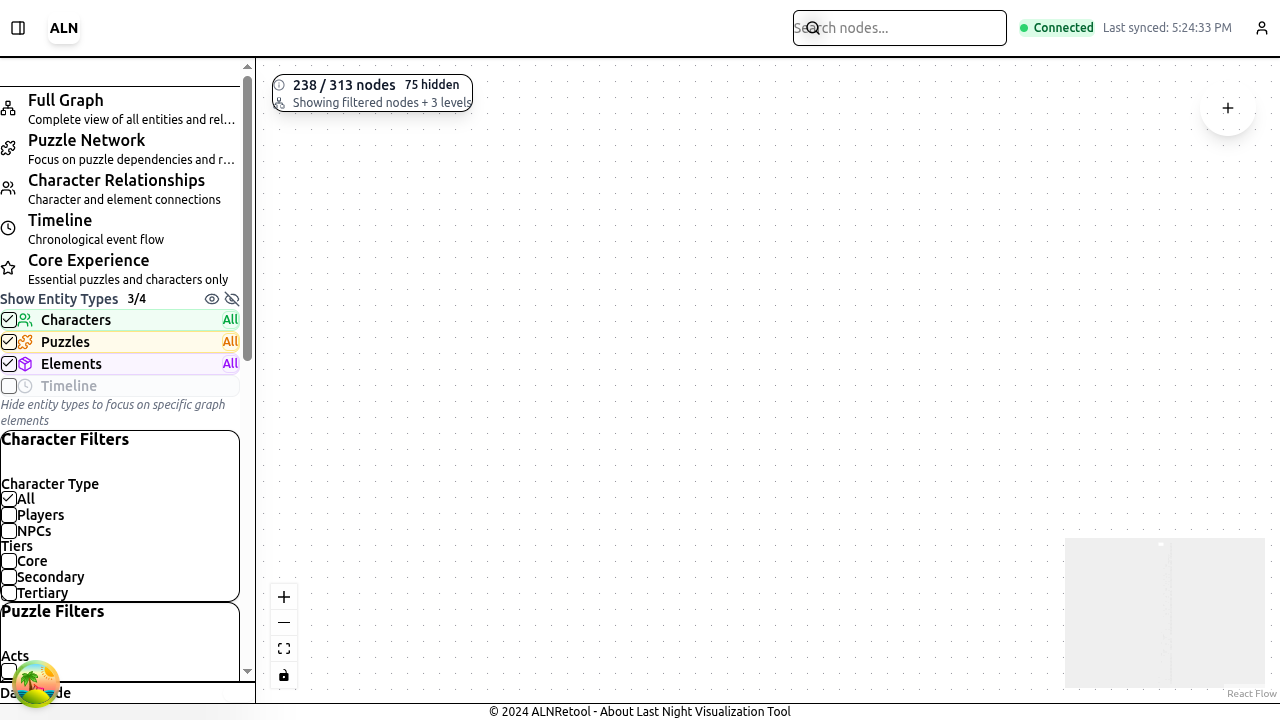 ALN
Search nodes...
Connected
Last synced: 5:24:33 PM
Full Graph
Complete view of all entities and rel…
Puzzle Network
Focus on puzzle dependencies and r…
Character Relationships
Character and element connections
Timeline
Chronological event flow
Core Experience
Essential puzzles and characters only
Show Entity Types 3/4
Characters All
Puzzles All
Elements All
Timeline
Hide entity types to focus on specific graph
elements
Character Filters
Character Type
All
Players
NPCs
Tiers
Core
Secondary
Tertiary
Puzzle Filters
Acts
238 / 313 nodes 75 hidden
Showing filtered nodes + 3 levels
React Flow
© 2024 ALNRetool - About Last Night Visualization Tool